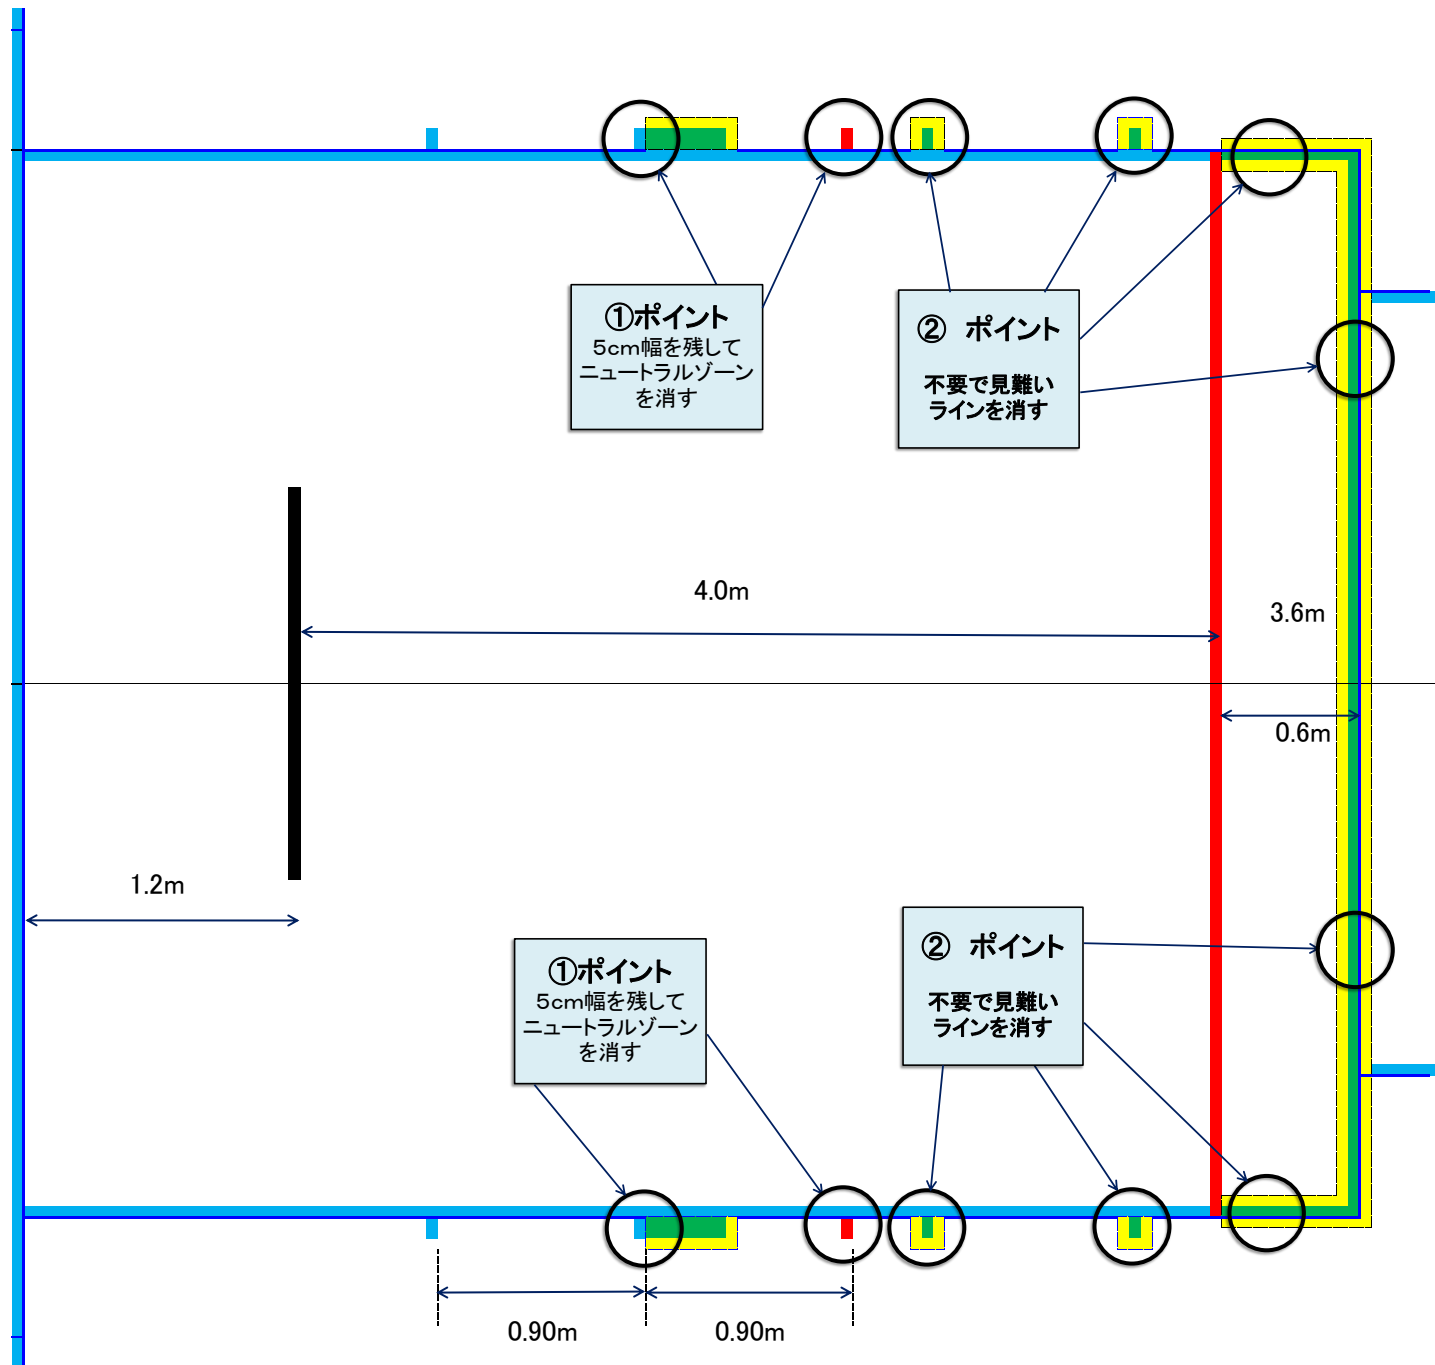 ①ポイント
5cm幅を残して
ニュートラルゾーン
を消す
② ポイント
不要で見難い
ラインを消す
4.0m
3.6m
0.6m
1.2m
①ポイント
5cm幅を残して
ニュートラルゾーン
を消す
② ポイント
不要で見難い
ラインを消す
0.90m
0.90m